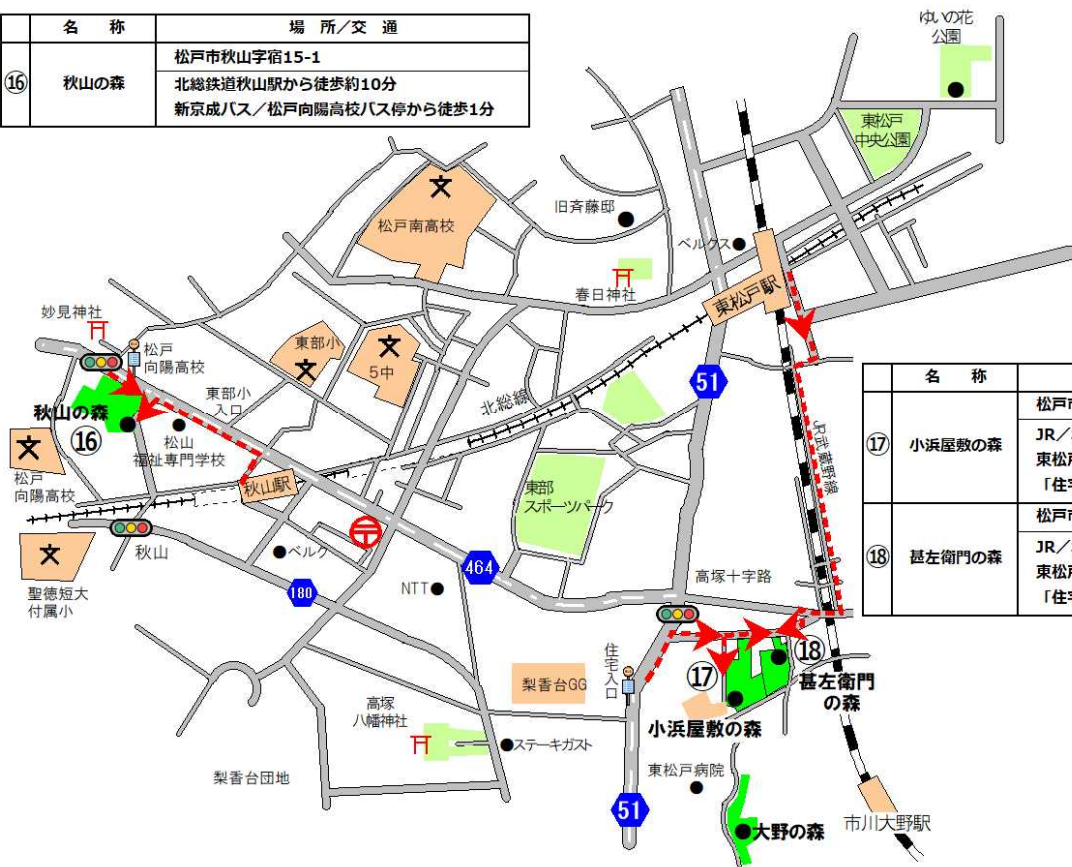 名　称
場 所／交 通
⑯
秋山の森
松戸市秋山字宿15-1
北総鉄道秋山駅から徒歩約10分
新京成バス／松戸向陽高校バス停から徒歩1分
ゆいの花
公園
東松戸
中央公園
松戸南高校
旧斉藤邸
ベルクス
春日神社
東松戸駅
妙見神社
松戸
向陽高校
東部小
5中
東部小
入口
北総線
51
秋山の森
⑯
松山
福祉専門学校
松戸
向陽高校
秋山駅
東部
スポーツパーク
JR武蔵野線
名　称
⑰
小浜屋敷の森
松戸市
JR／
東松戸
「住宅
⑱
甚左衛門の森
松戸市
JR／
東松戸
「住宅
秋山
ベルク
464
高塚十字路
聖徳短大
付属小
180
NTT
住宅入口
⑱
⑰
梨香台GG
甚左衛門
の森
高塚
八幡神社
小浜屋敷の森
ステーキガスト
東松戸病院
梨香台団地
51
大野の森
市川大野駅